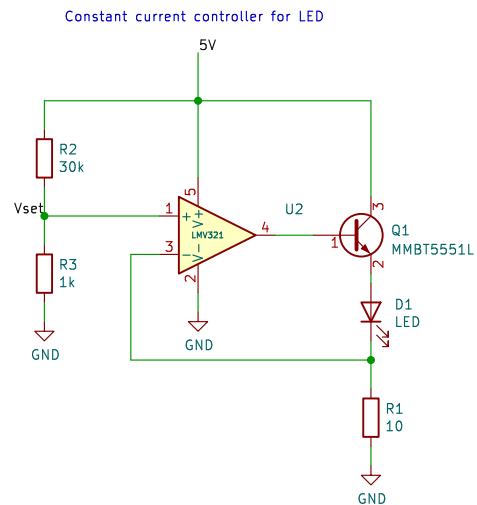 Constant current controller for LED
5V
R2
30k
Vset
1
+
5
V+
LMV321
U2
4
3
-
V-
2
3
Q1
1
MMBT5551L
2
R3
1k
GND
GND
D1
LED
R1
10
GND